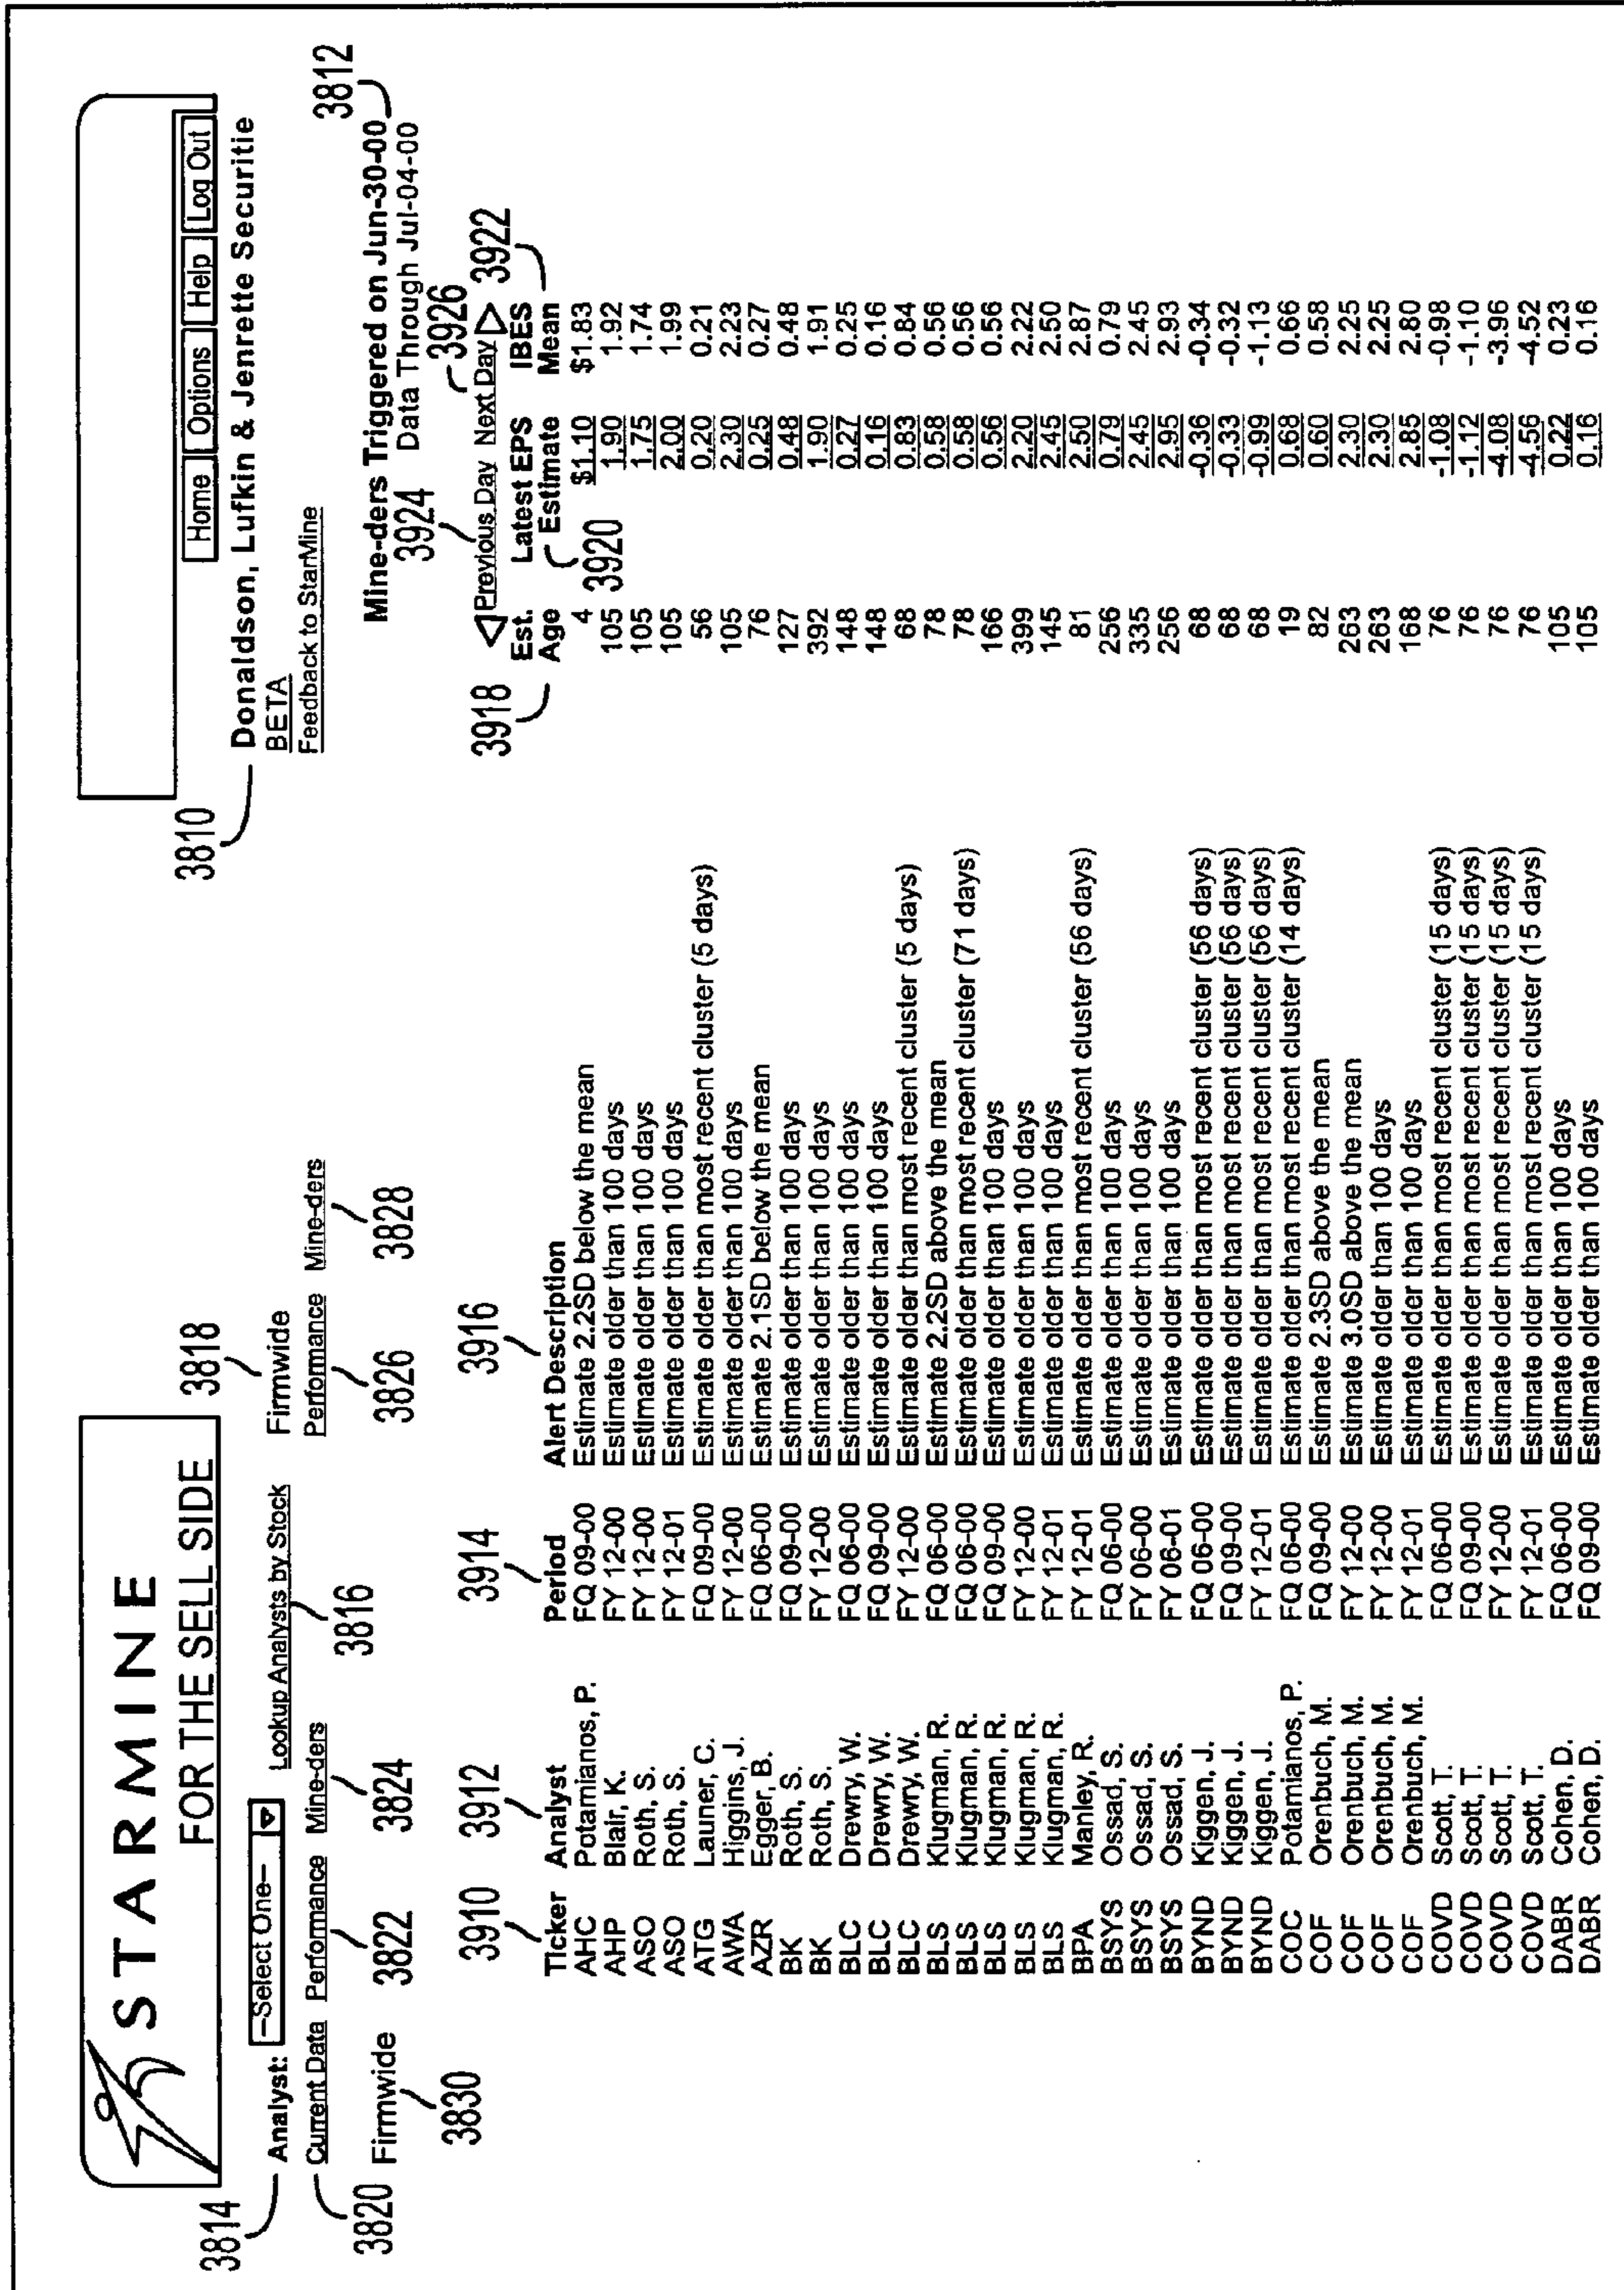 STARMINE
FOR THE SELL SIDE
3814
3818
3810
Home Options Help Log Out
Analyst: –Select One– Lookup Analysts by Stock Firmwide Donaldson, Lufkin & Jenrette Securitie
BETA
Current Data Performance Mine-ders Performance Mine-ders Feedback to StarMine
3820 3822 3824 3816 3826 3828 3812
Firmwide Mine-ders Triggered on Jun-30-00
3830 3924 Data Through Jul-04-00
3926
3910 3912 3914 3916 3918 Previous Day Next Day 3922
3920
Ticker Analyst Period Alert Description Est. Age Latest EPS Estimate IBES Mean
AHC Potamianos, P. FQ 09-00 Estimate 2.2SD below the mean 4 $1.10 $1.83
AHP Blair, K. FY 12-00 Estimate older than 100 days 105 1.90 1.92
ASO Roth, S. FY 12-00 Estimate older than 100 days 105 1.75 1.74
ASO Roth, S. FY 12-01 Estimate older than 100 days 105 2.00 1.99
ATG Launer, C. FQ 09-00 Estimate older than most recent cluster (5 days) 56 0.20 0.21
AWA Higgins, J. FY 12-00 Estimate older than 100 days 105 2.30 2.23
AZR Egger, B. FQ 06-00 Estimate 2.1SD below the mean 76 0.25 0.27
BK Roth, S. FQ 09-00 Estimate older than 100 days 127 0.48 0.48
BK Roth, S. FY 12-00 Estimate older than 100 days 392 1.90 1.91
BLC Drewry, W. FQ 06-00 Estimate older than 100 days 148 0.27 0.25
BLC Drewry, W. FQ 09-00 Estimate older than 100 days 148 0.16 0.16
BLC Drewry, W. FY 12-00 Estimate older than most recent cluster (5 days) 68 0.83 0.84
BLS Klugman, R. FQ 06-00 Estimate 2.2SD above the mean 78 0.58 0.56
BLS Klugman, R. FQ 06-00 Estimate older than most recent cluster (71 days) 78 0.58 0.56
BLS Klugman, R. FQ 09-00 Estimate older than 100 days 166 0.56 0.56
BLS Klugman, R. FY 12-00 Estimate older than 100 days 399 2.20 2.22
BLS Klugman, R. FY 12-01 Estimate older than 100 days 145 2.45 2.50
BPA Manley, R. FY 12-01 Estimate older than most recent cluster (56 days) 81 2.50 2.87
BSYS Ossad, S. FQ 06-00 Estimate older than 100 days 256 0.79 0.79
BSYS Ossad, S. FY 06-00 Estimate older than 100 days 335 2.45 2.45
BSYS Ossad, S. FY 06-01 Estimate older than 100 days 256 2.95 2.93
BYND Kiggen, J. FQ 06-00 Estimate older than most recent cluster (56 days) 68 -0.36 -0.34
BYND Kiggen, J. FQ 09-00 Estimate older than most recent cluster (56 days) 68 -0.33 -0.32
BYND Kiggen, J. FY 12-01 Estimate older than most recent cluster (56 days) 68 -0.99 -1.13
COC Potamianos, P. FQ 06-00 Estimate older than most recent cluster (14 days) 19 0.68 0.66
COF Orenbuch, M. FQ 09-00 Estimate 2.3SD above the mean 82 0.60 0.58
COF Orenbuch, M. FY 12-00 Estimate 3.0SD above the mean 263 2.30 2.25
COF Orenbuch, M. FY 12-00 Estimate older than 100 days 263 2.30 2.25
COF Orenbuch, M. FY 12-01 Estimate older than 100 days 168 2.85 2.80
COVD Scott, T. FQ 06-00 Estimate older than most recent cluster (15 days) 76 -1.08 -0.98
COVD Scott, T. FQ 09-00 Estimate older than most recent cluster (15 days) 76 -1.12 -1.10
COVD Scott, T. FY 12-00 Estimate older than most recent cluster (15 days) 76 -4.08 -3.96
COVD Scott, T. FY 12-01 Estimate older than most recent cluster (15 days) 76 -4.56 -4.52
DABR Cohen, D. FQ 06-00 Estimate older than 100 days 105 0.22 0.23
DABR Cohen, D. FQ 09-00 Estimate older than 100 days 105 0.16 0.16